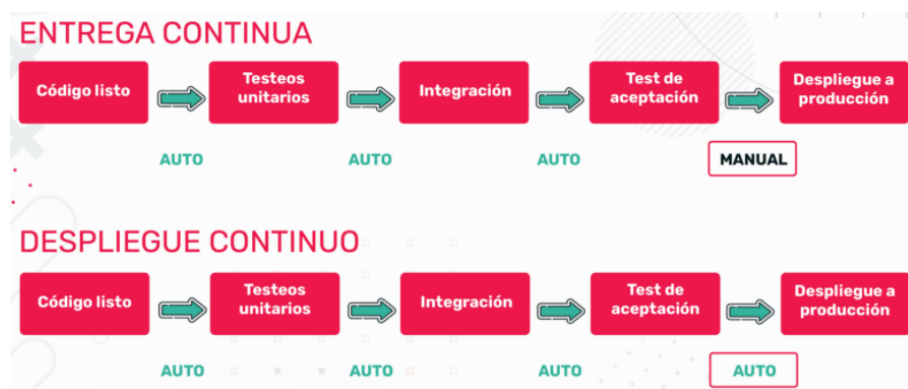 ENTREGA CONTINUA
Código listo
Testeos
unitarios
Integración
Test de
aceptación
Despliegue a
producción
AUTO
AUTO
AUTO
MANUAL
DESPLIEGUE CONTINUO
Código listo
Testeos
unitarios
Integración
Test de
aceptación
Despliegue a
producción
AUTO
AUTO
AUTO
AUTO